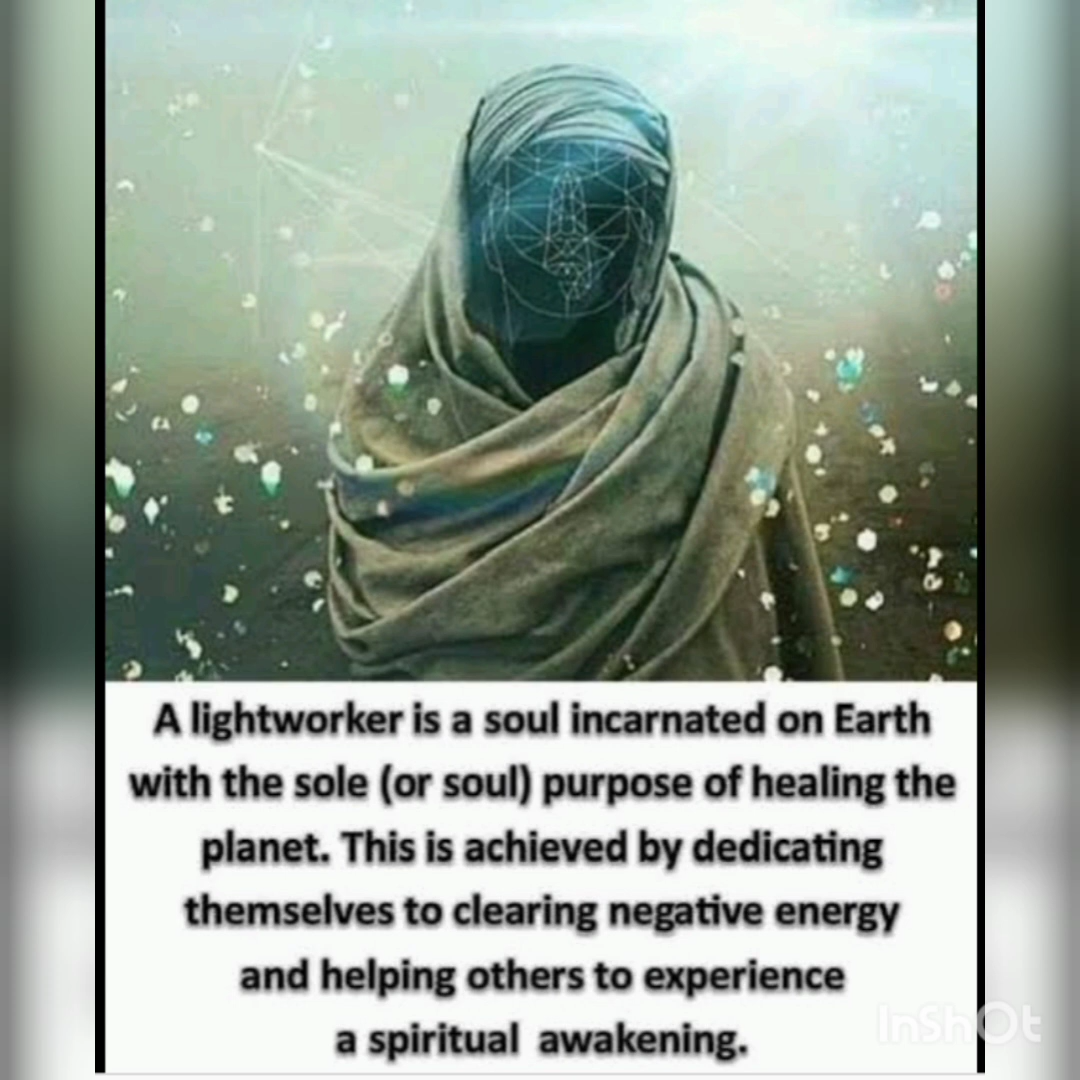 A lightworker is a soul incarnated on Earth
with the sole (or soul) purpose of healing the
planet. This is achieved by dedicating
themselves to clearing negative energy
and helping others to experience
a spiritual awakening.
InShOt